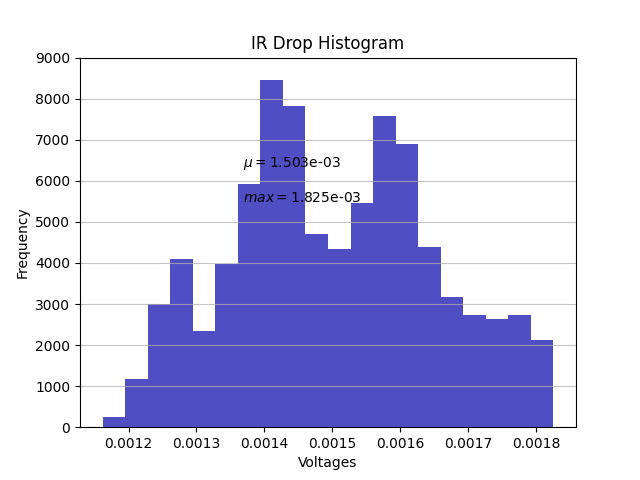 IR Drop Histogram
9000
8000
7000
6000
5000
4000
3000
2000
1000
0
Frequency
μ = 1.503e-03
max = 1.825e-03
0.0012 0.0013 0.0014 0.0015 0.0016 0.0017 0.0018
Voltages